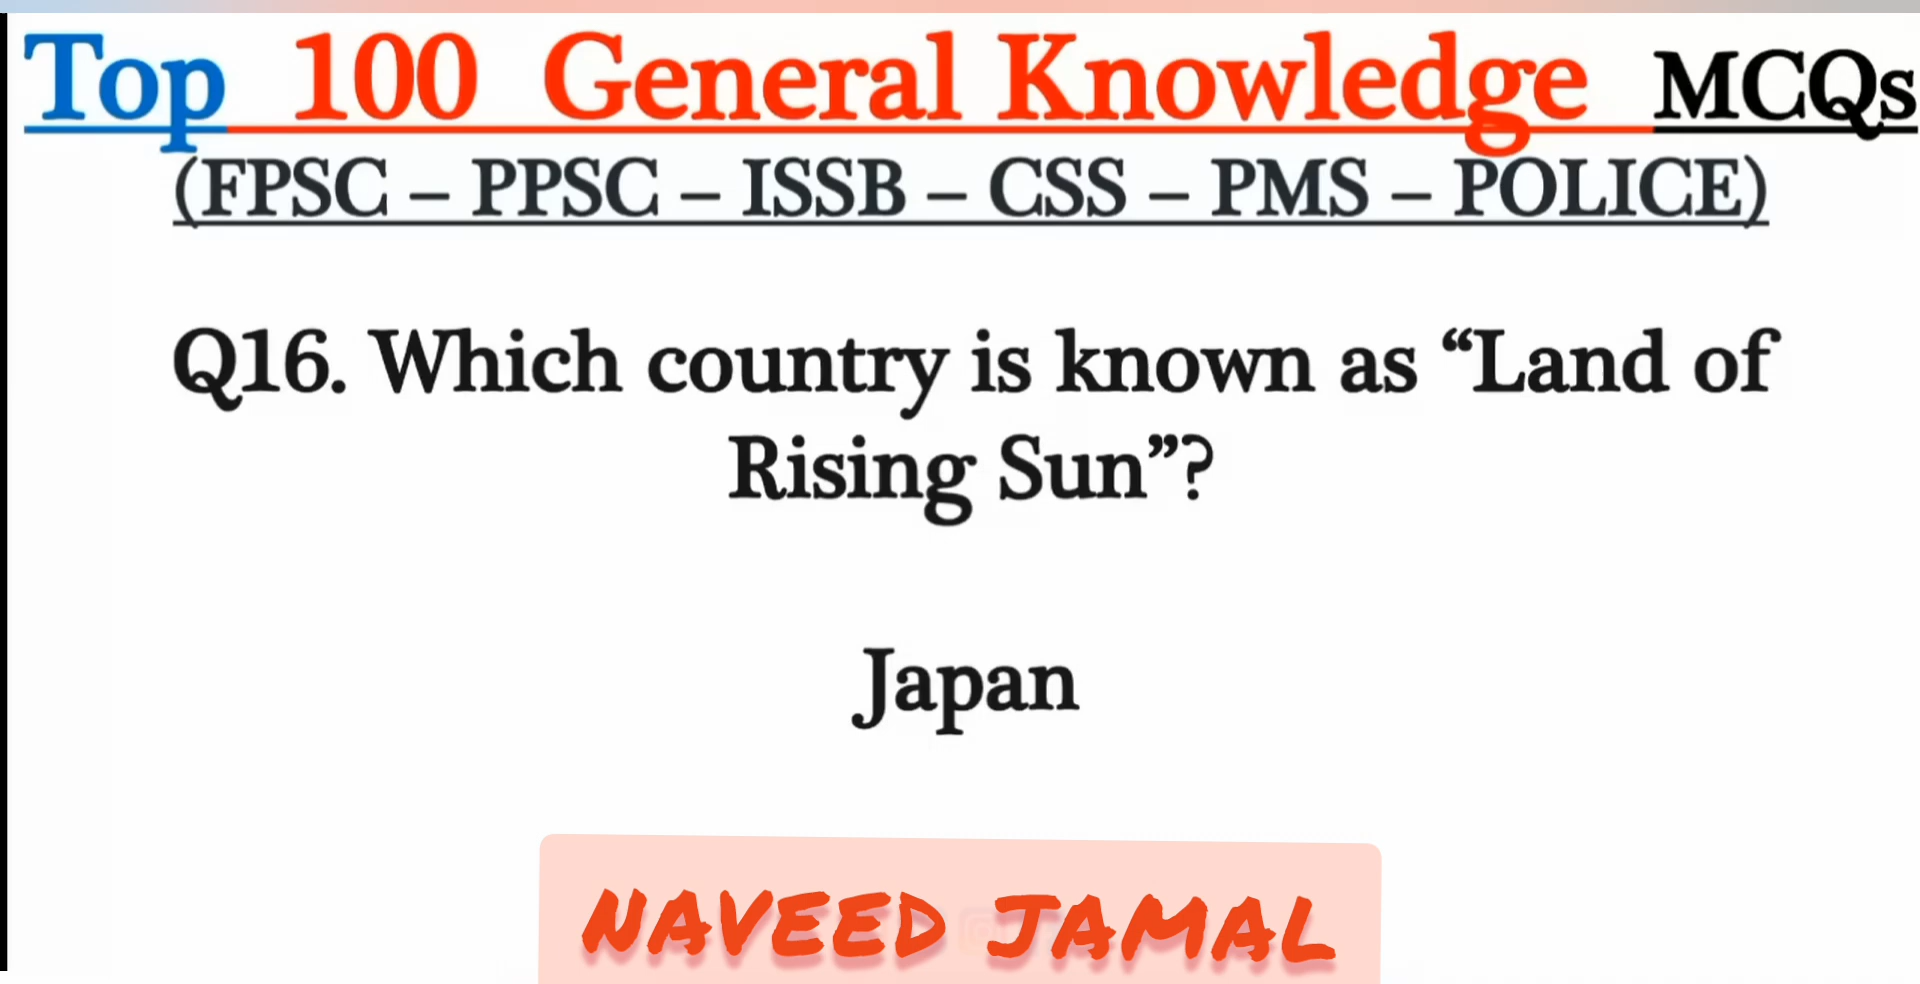 Top 100 General Knowledge MCQs
(FPSC – PPSC – ISSB – CSS – PMS – POLICE)
Q16. Which country is known as “Land of
Rising Sun”?
Japan
NAVEED JAMAL